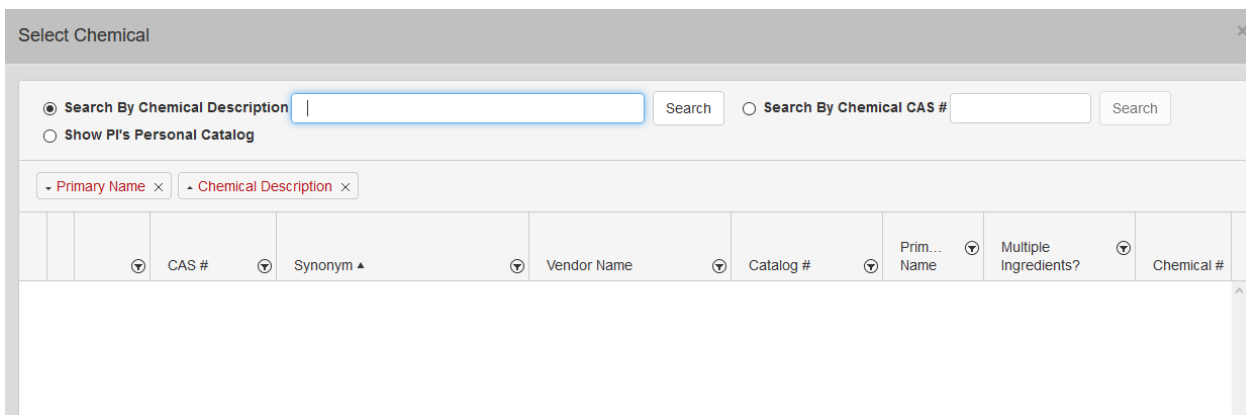 Select Chemical
Search By Chemical Description Search Search By Chemical CAS # Search
Show PI's Personal Catalog
Primary Name Chemical Description
CAS # Synonym Vendor Name Catalog # Prim... Name Multiple Ingredients? Chemical #